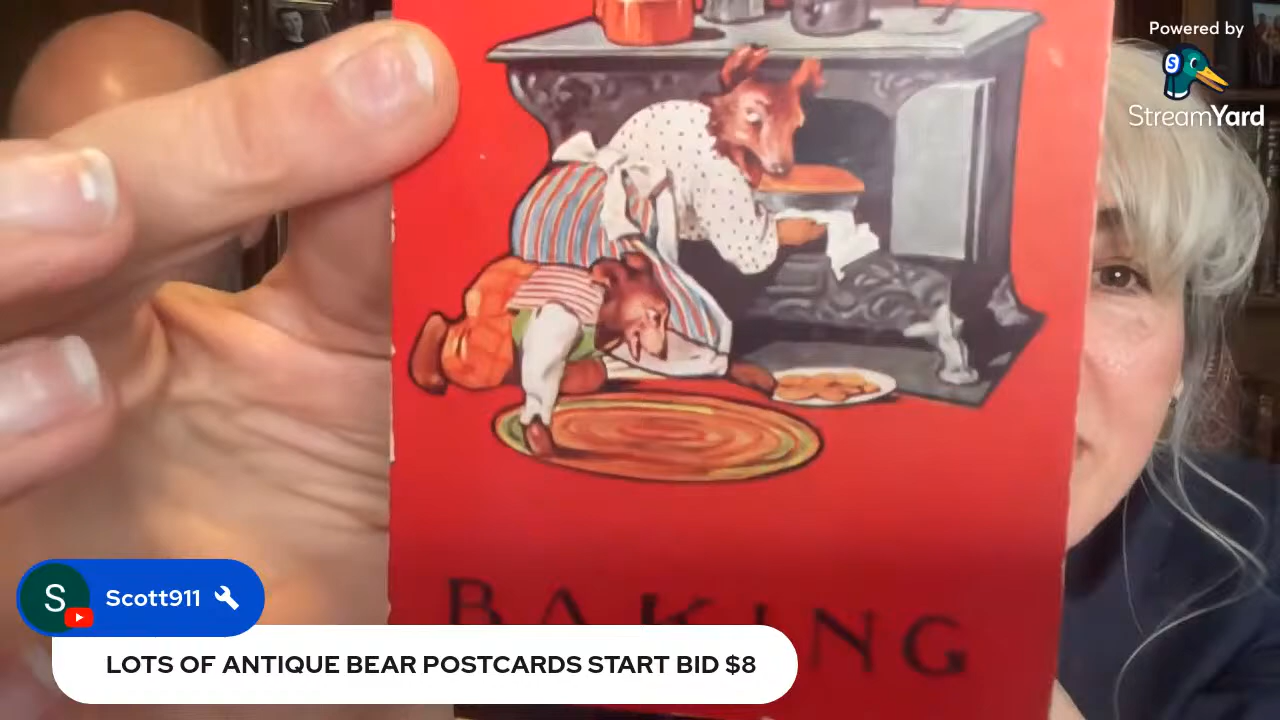 Powered by
StreamYard
S
S
Scott911
LOTS OF ANTIQUE BEAR POSTCARDS START BID $8
BAKING